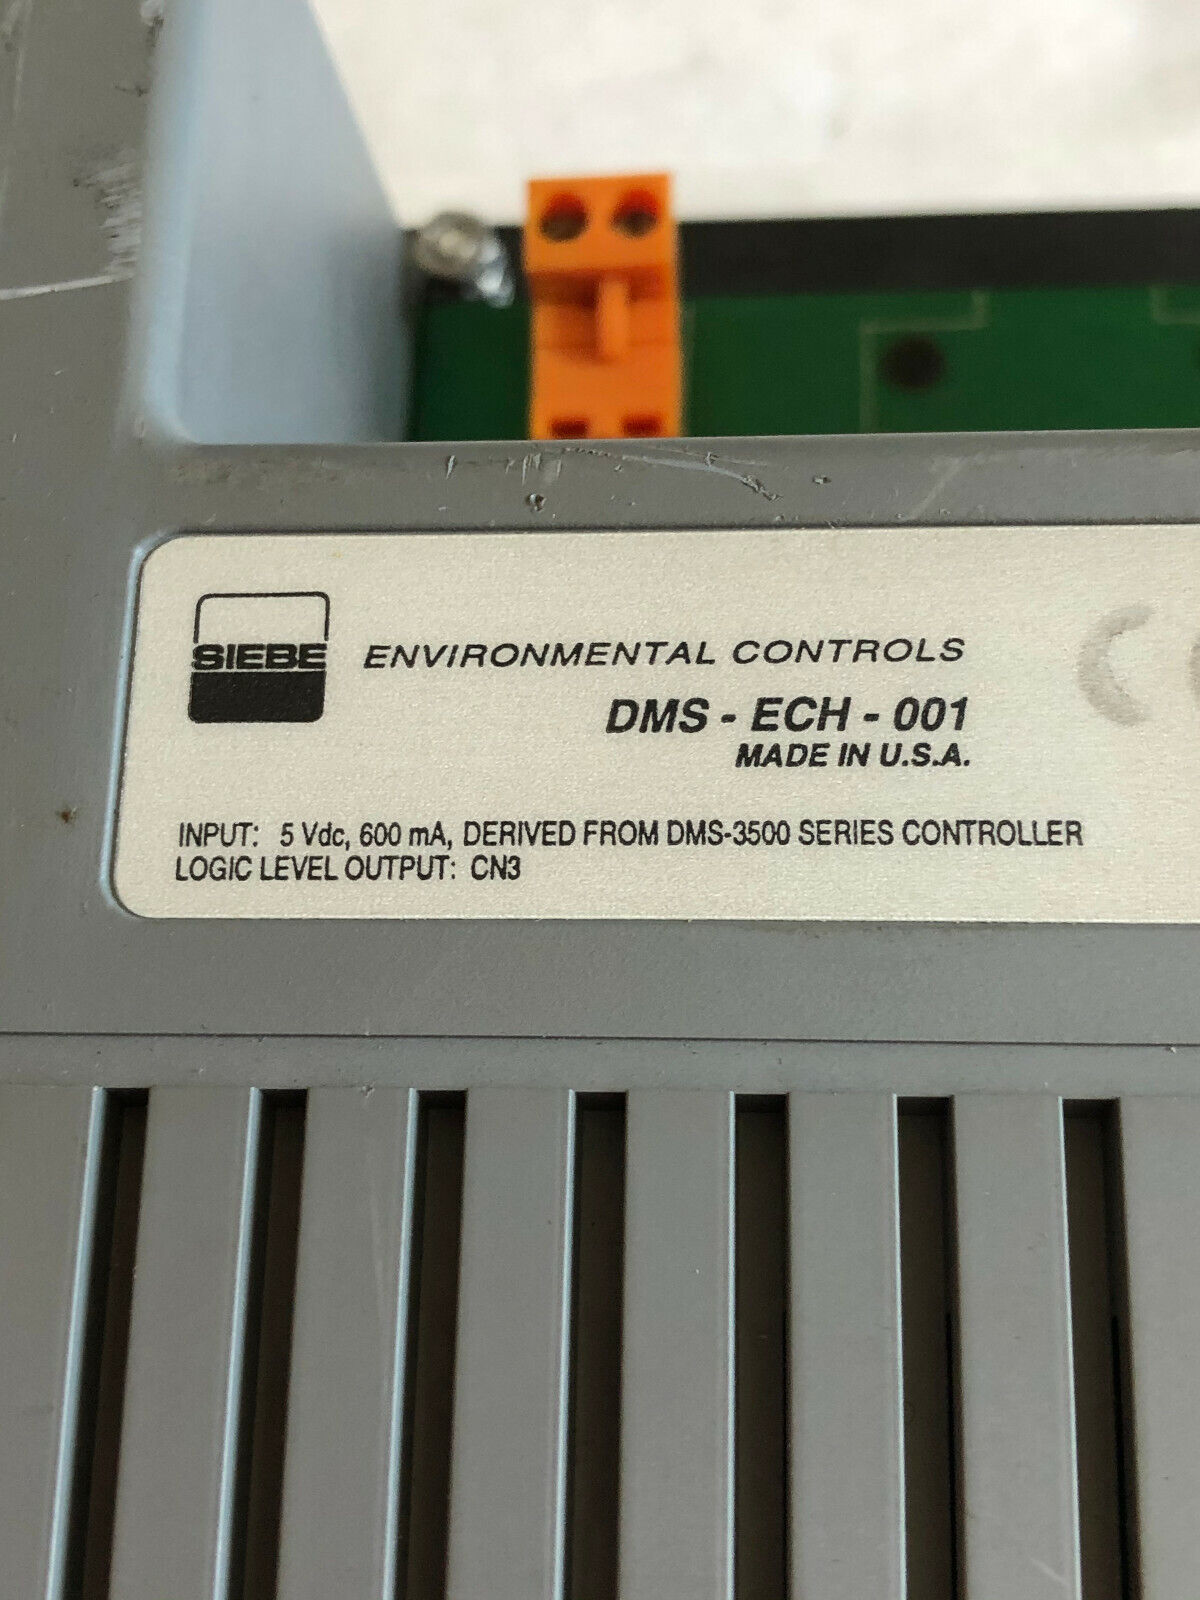 SIEBE ENVIRONMENTAL CONTROLS
DMS - ECH - 001
MADE IN U.S.A.
INPUT: 5 Vdc, 600 mA, DERIVED FROM DMS-3500 SERIES CONTROLLER
LOGIC LEVEL OUTPUT: CN3